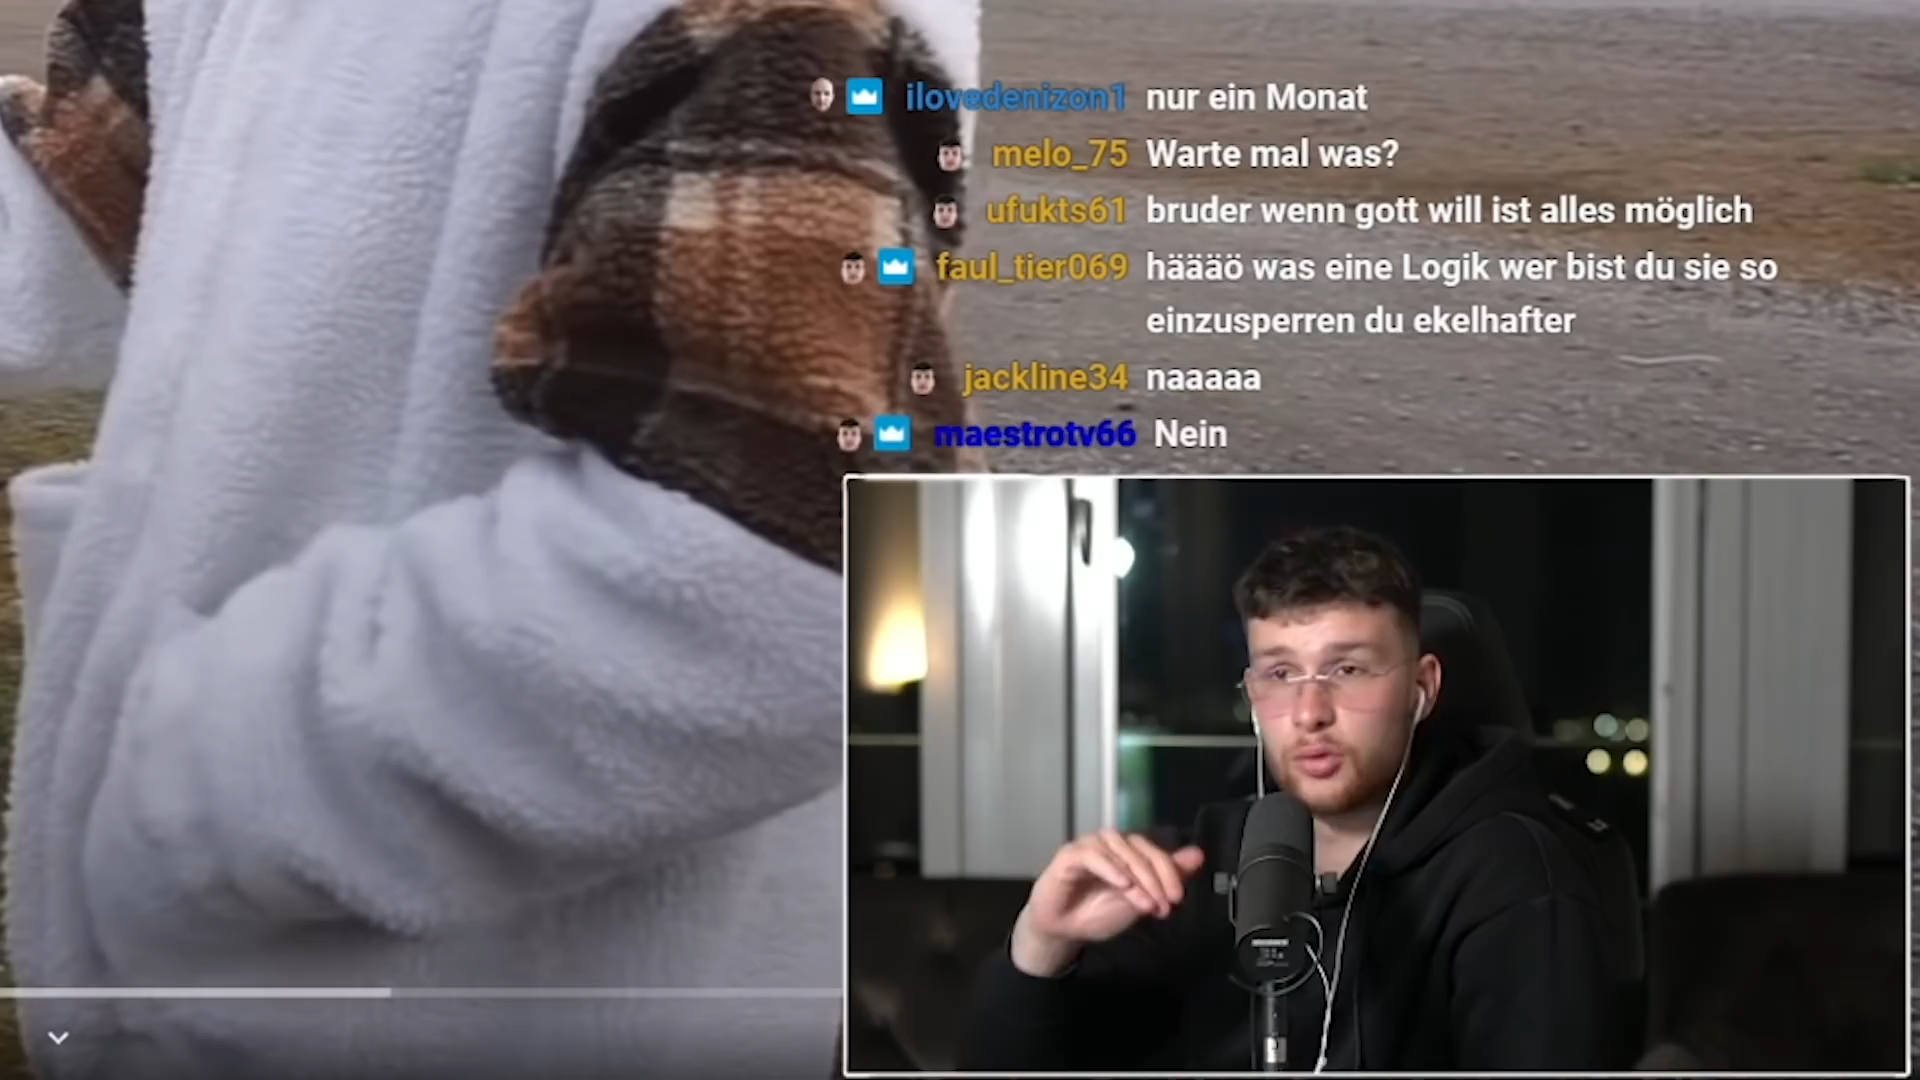 ilovedenizon1 nur ein Monat
melo_75 Warte mal was?
ufukts61 bruder wenn gott will ist alles möglich
faul_tier069 häääö was eine Logik wer bist du sie so
einzusperren du ekelhafter
jackline34 naaaaa
maestrotv66 Nein